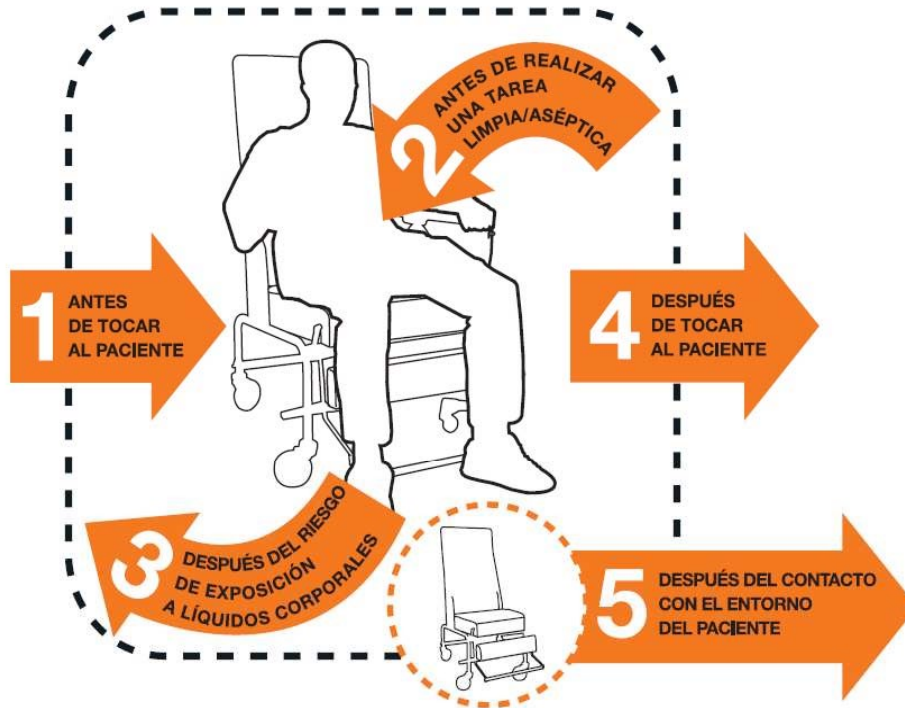 1 ANTES
DE TOCAR
AL PACIENTE
2 ANTES DE REALIZAR
UNA TAREA
LIMPIA/ASÉPTICA
3 DESPUÉS DEL RIESGO
DE EXPOSICIÓN
A LÍQUIDOS CORPORALES
4 DESPUÉS
DE TOCAR
AL PACIENTE
5 DESPUÉS DEL CONTACTO
CON EL ENTORNO
DEL PACIENTE